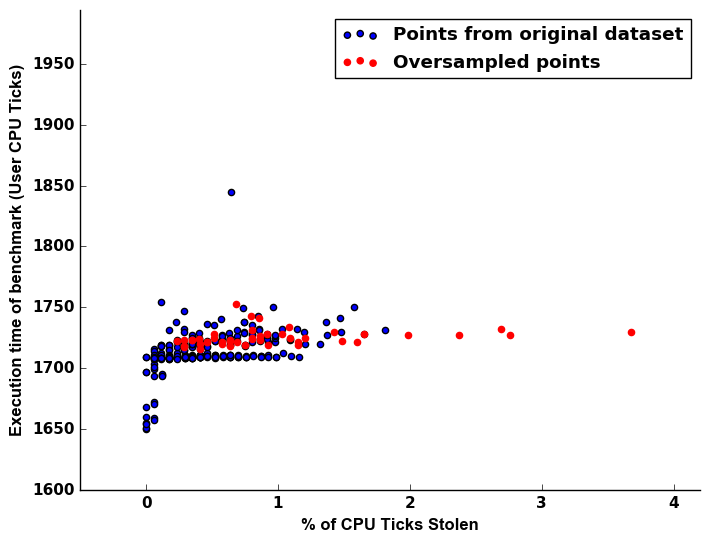 Points from original dataset
Oversampled points
Execution time of benchmark (User CPU Ticks)
1950
1900
1850
1800
1750
1700
1650
1600
0 1 2 3 4
% of CPU Ticks Stolen